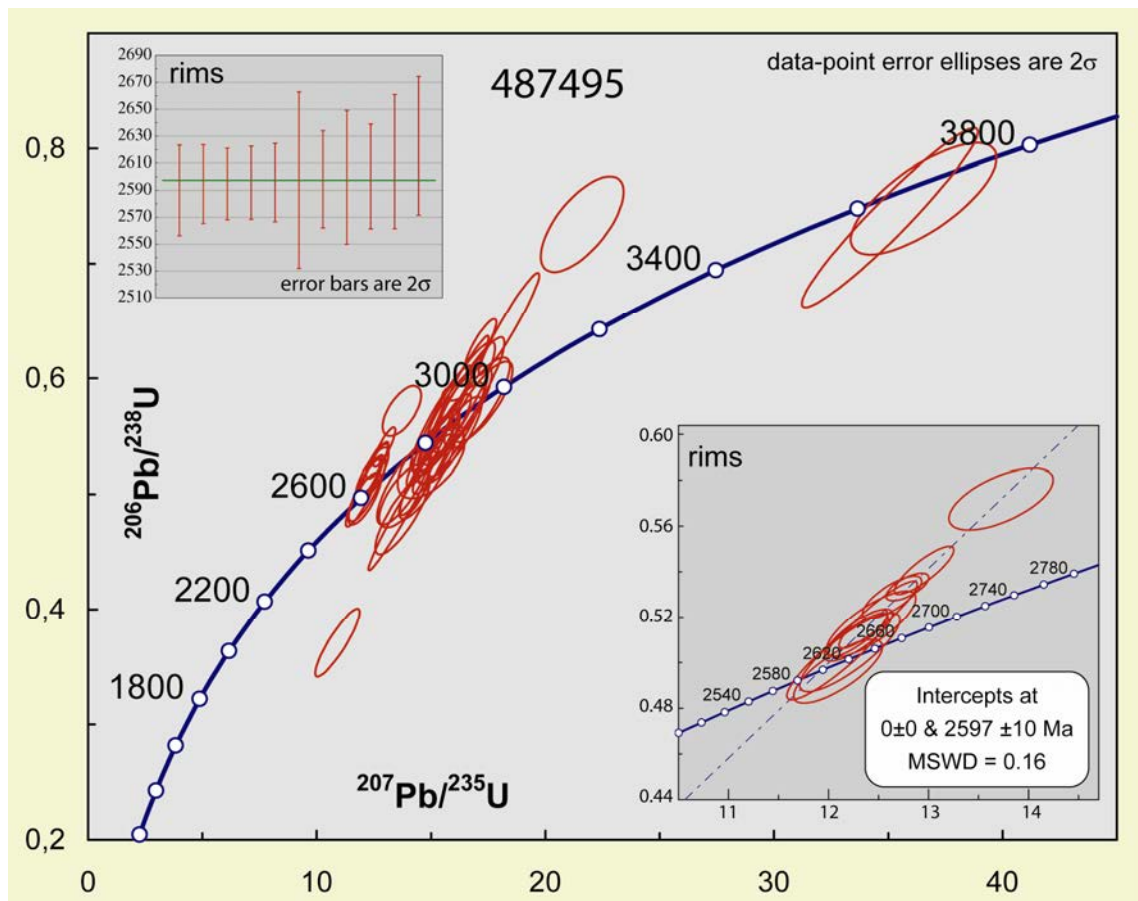 487495
data-point error ellipses are 2σ
rims
2690
2670
2650
2630
2610
2590
2570
2550
2530
2510
error bars are 2σ
0,8
0,6
0,4
0,2
²⁰⁶Pb/²³⁸U
3800
3400
3000
2600
2200
1800
²⁰⁷Pb/²³⁵U
0 10 20 30 40
rims
0.60
0.56
0.52
0.48
0.44
2540 2580 2620 2660 2700 2740 2780
Intercepts at
0±0 & 2597 ±10 Ma
MSWD = 0.16
11 12 13 14